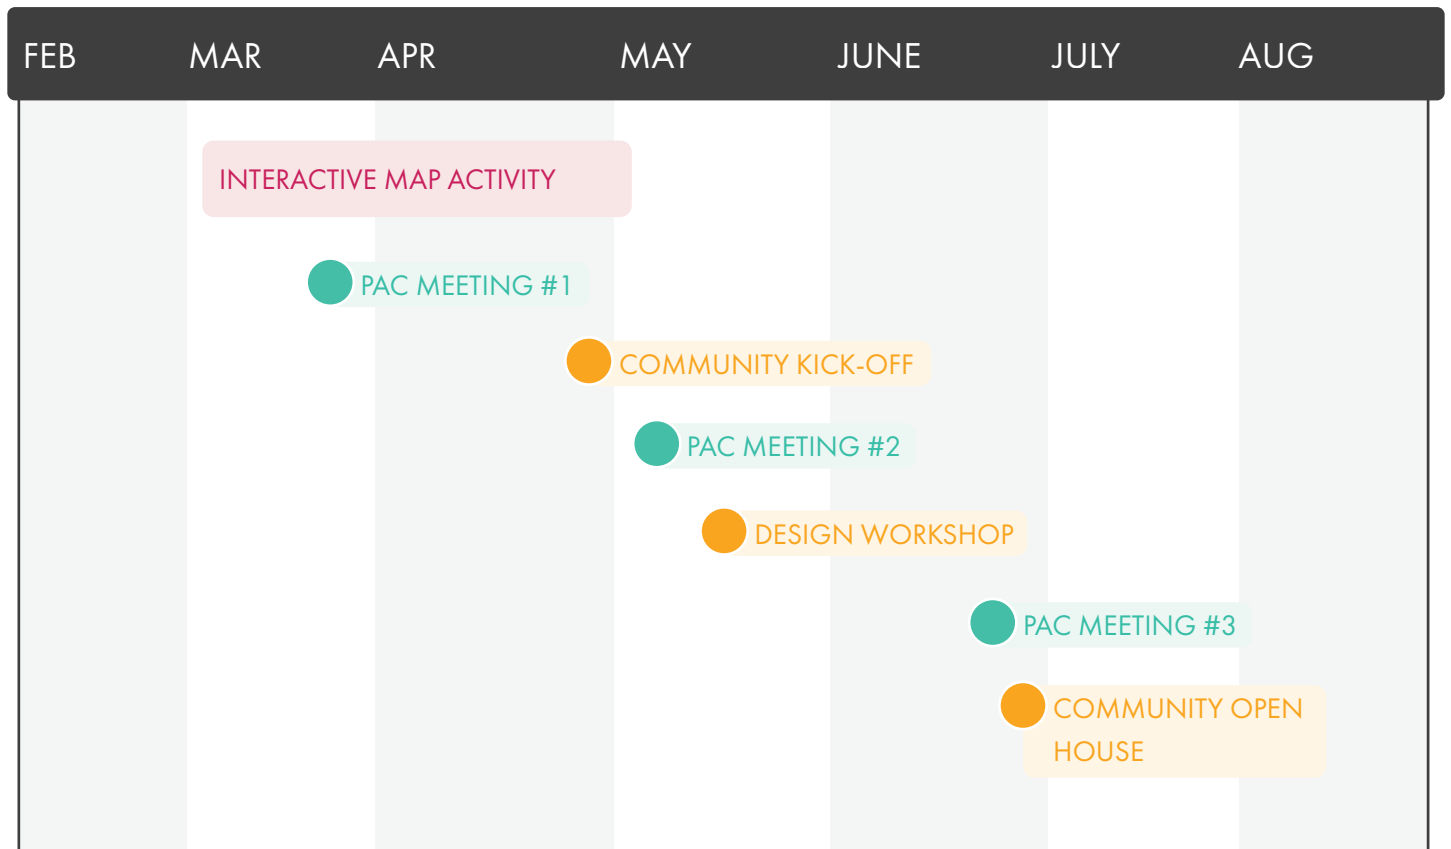 FEB MAR APR MAY JUNE JULY AUG
INTERACTIVE MAP ACTIVITY
PAC MEETING #1
COMMUNITY KICK-OFF
PAC MEETING #2
DESIGN WORKSHOP
PAC MEETING #3
COMMUNITY OPEN
HOUSE